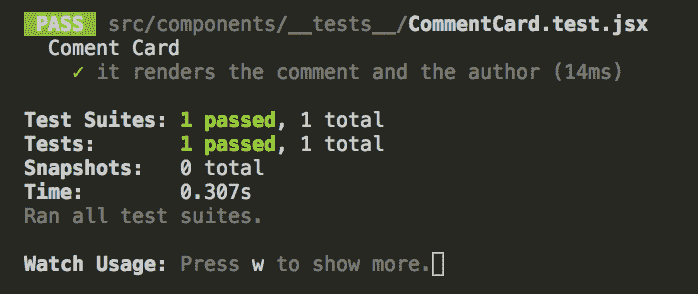 PASS src/components/__tests__/CommentCard.test.jsx
Coment Card
✓ it renders the comment and the author (14ms)
Test Suites: 1 passed, 1 total
Tests: 1 passed, 1 total
Snapshots: 0 total
Time: 0.307s
Ran all test suites.
Watch Usage: Press w to show more.